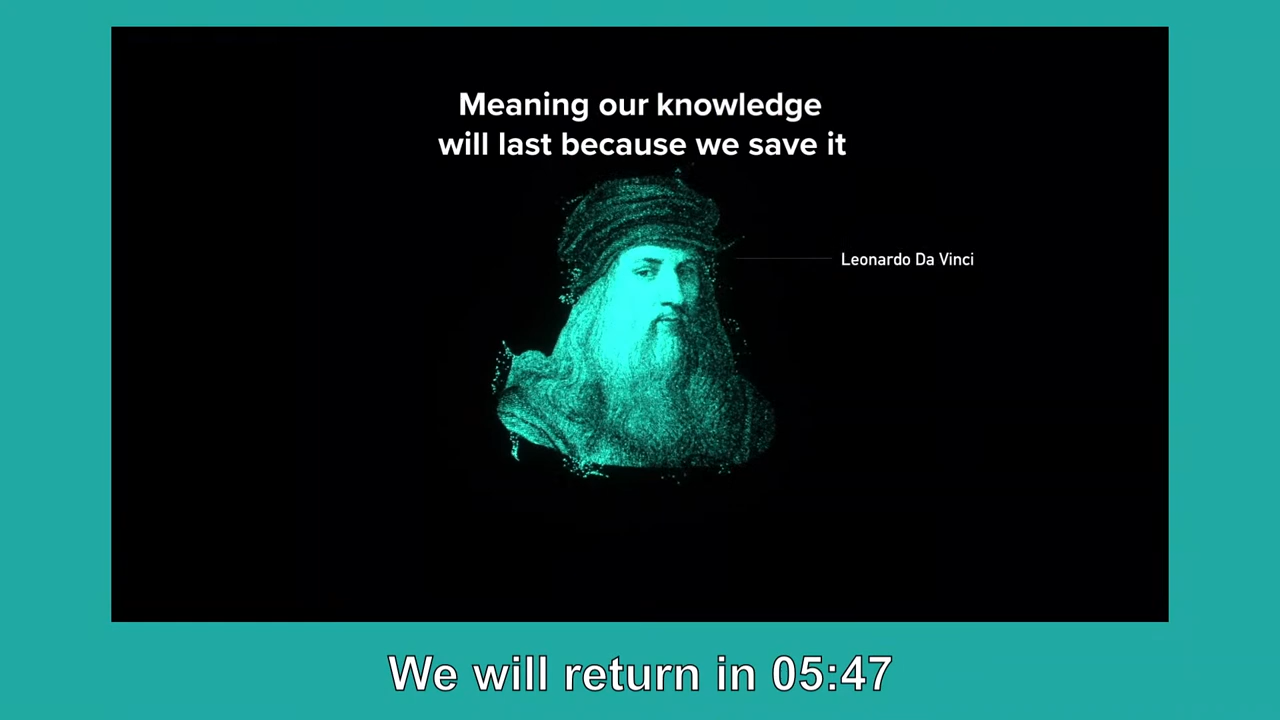 Meaning our knowledge
will last because we save it
Leonardo Da Vinci
We will return in 05:47